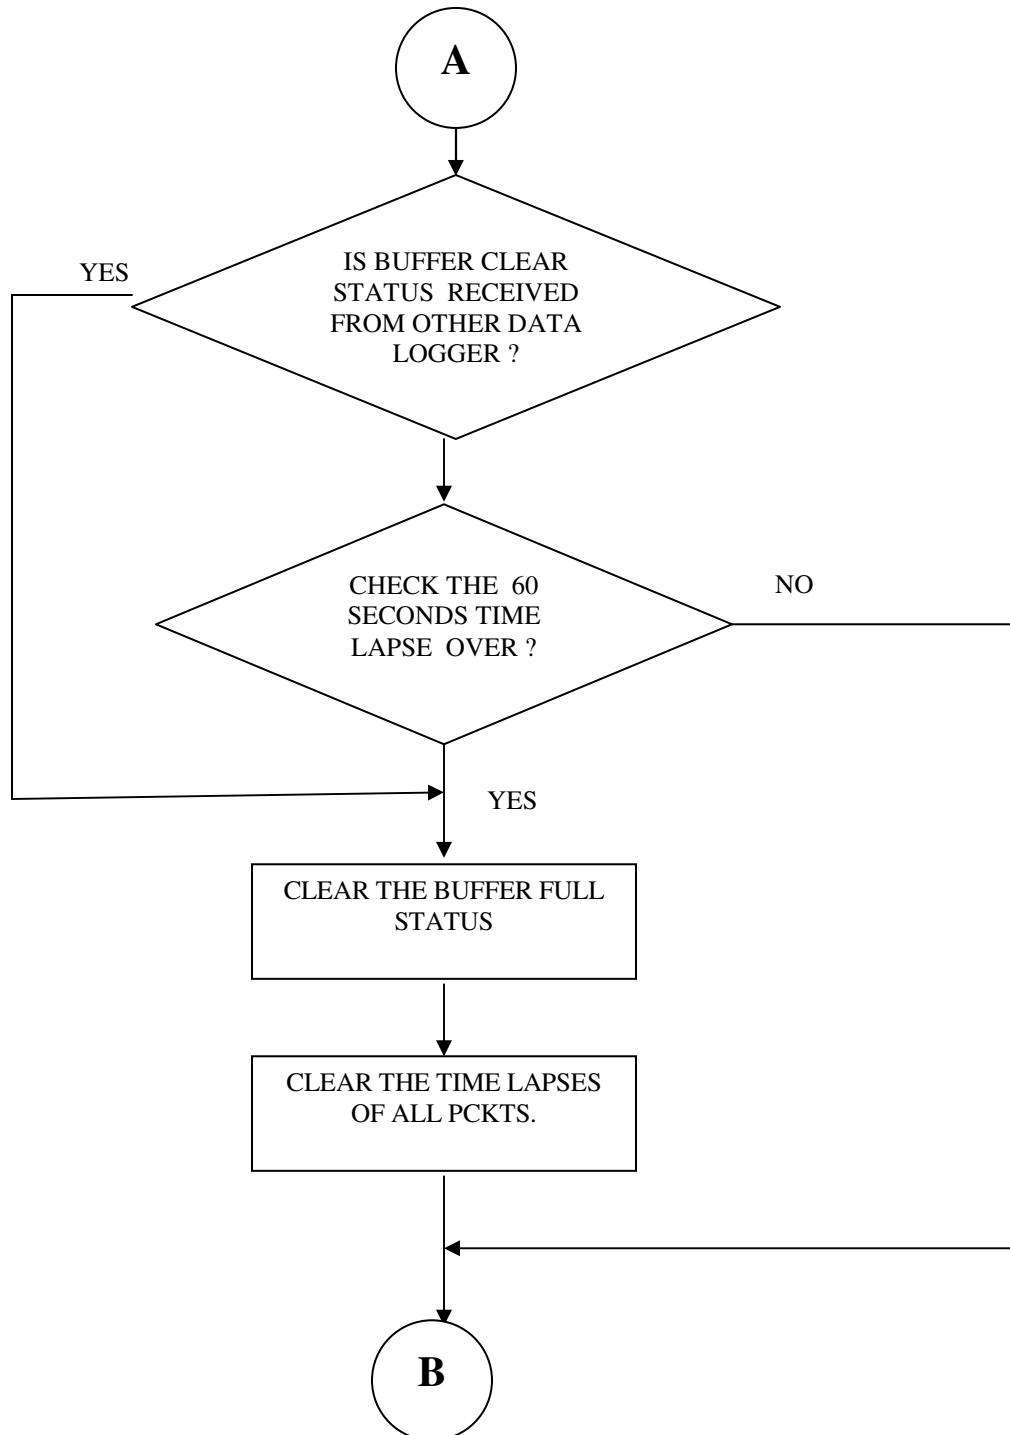 A
YES
IS BUFFER CLEAR
STATUS RECEIVED
FROM OTHER DATA
LOGGER ?
CHECK THE 60
SECONDS TIME
LAPSE OVER ?
NO
YES
CLEAR THE BUFFER FULL
STATUS
CLEAR THE TIME LAPSES
OF ALL PCKTS.
B